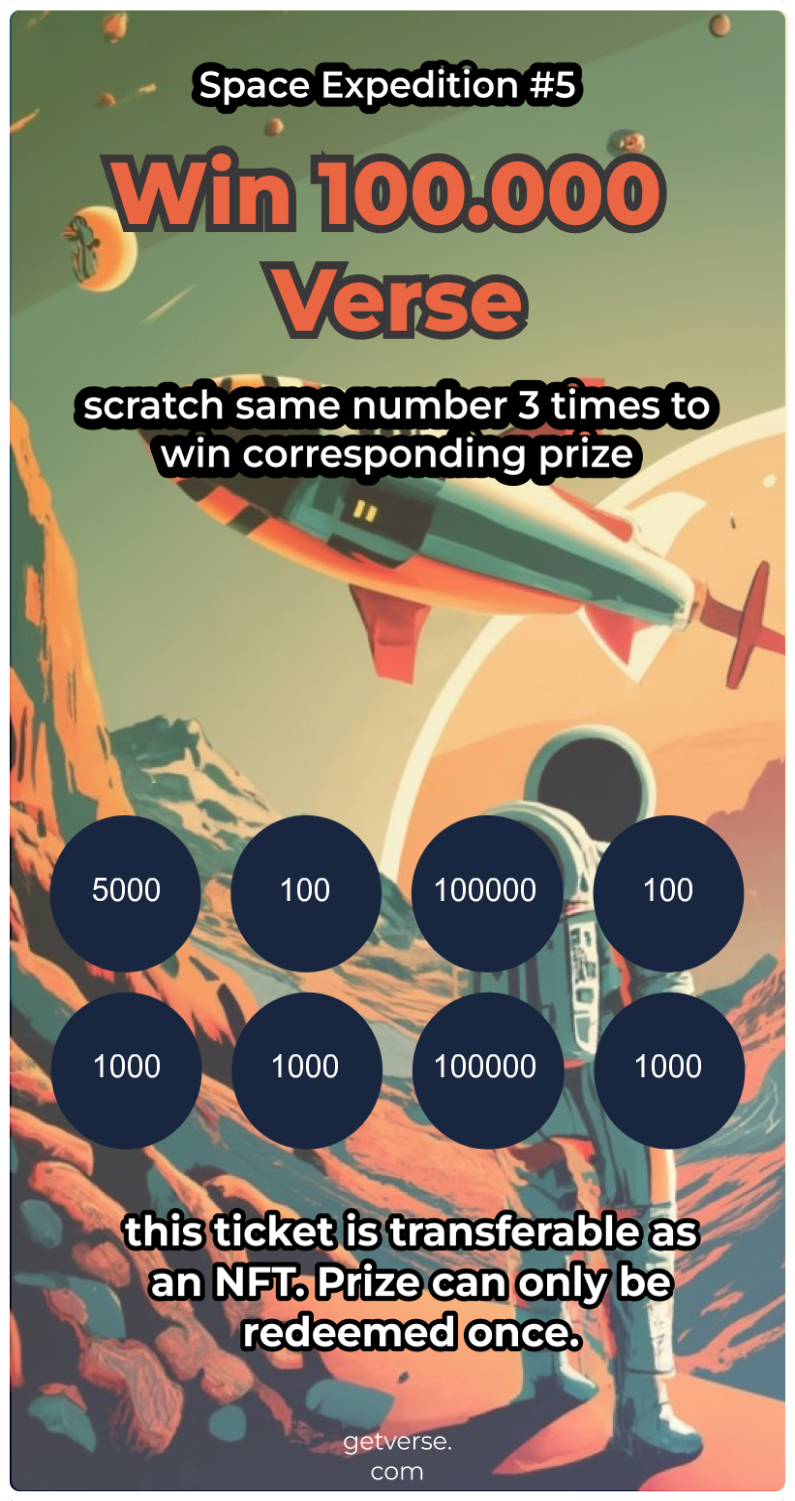 Space Expedition #5
Win 100.000
Verse
scratch same number 3 times to
win corresponding prize
5000 100 100000 100
1000 1000 100000 1000
this ticket is transferable as
an NFT. Prize can only be
redeemed once.
getverse.
com